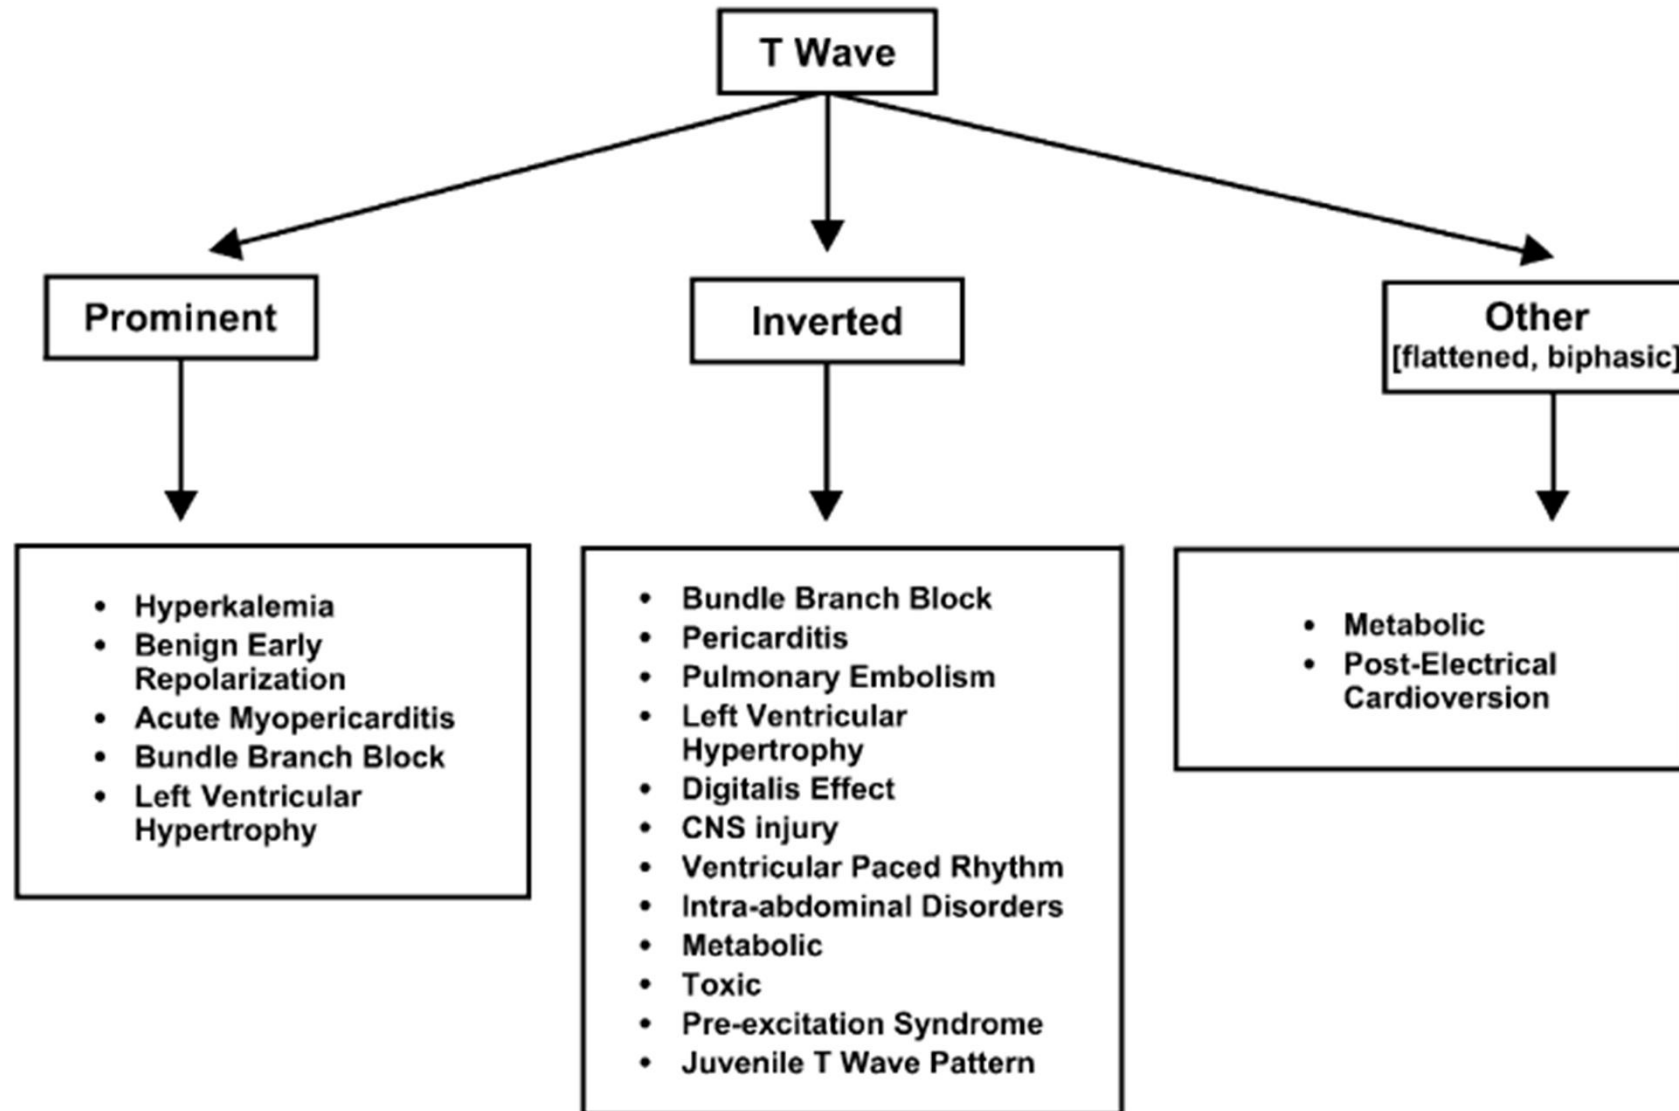 T Wave
Prominent
Inverted
Other
[flattened, biphasic]
• Hyperkalemia
• Benign Early
Repolarization
• Acute Myopericarditis
• Bundle Branch Block
• Left Ventricular
Hypertrophy
• Bundle Branch Block
• Pericarditis
• Pulmonary Embolism
• Left Ventricular
Hypertrophy
• Digitalis Effect
• CNS injury
• Ventricular Paced Rhythm
• Intra-abdominal Disorders
• Metabolic
• Toxic
• Pre-excitation Syndrome
• Juvenile T Wave Pattern
• Metabolic
• Post-Electrical
Cardioversion